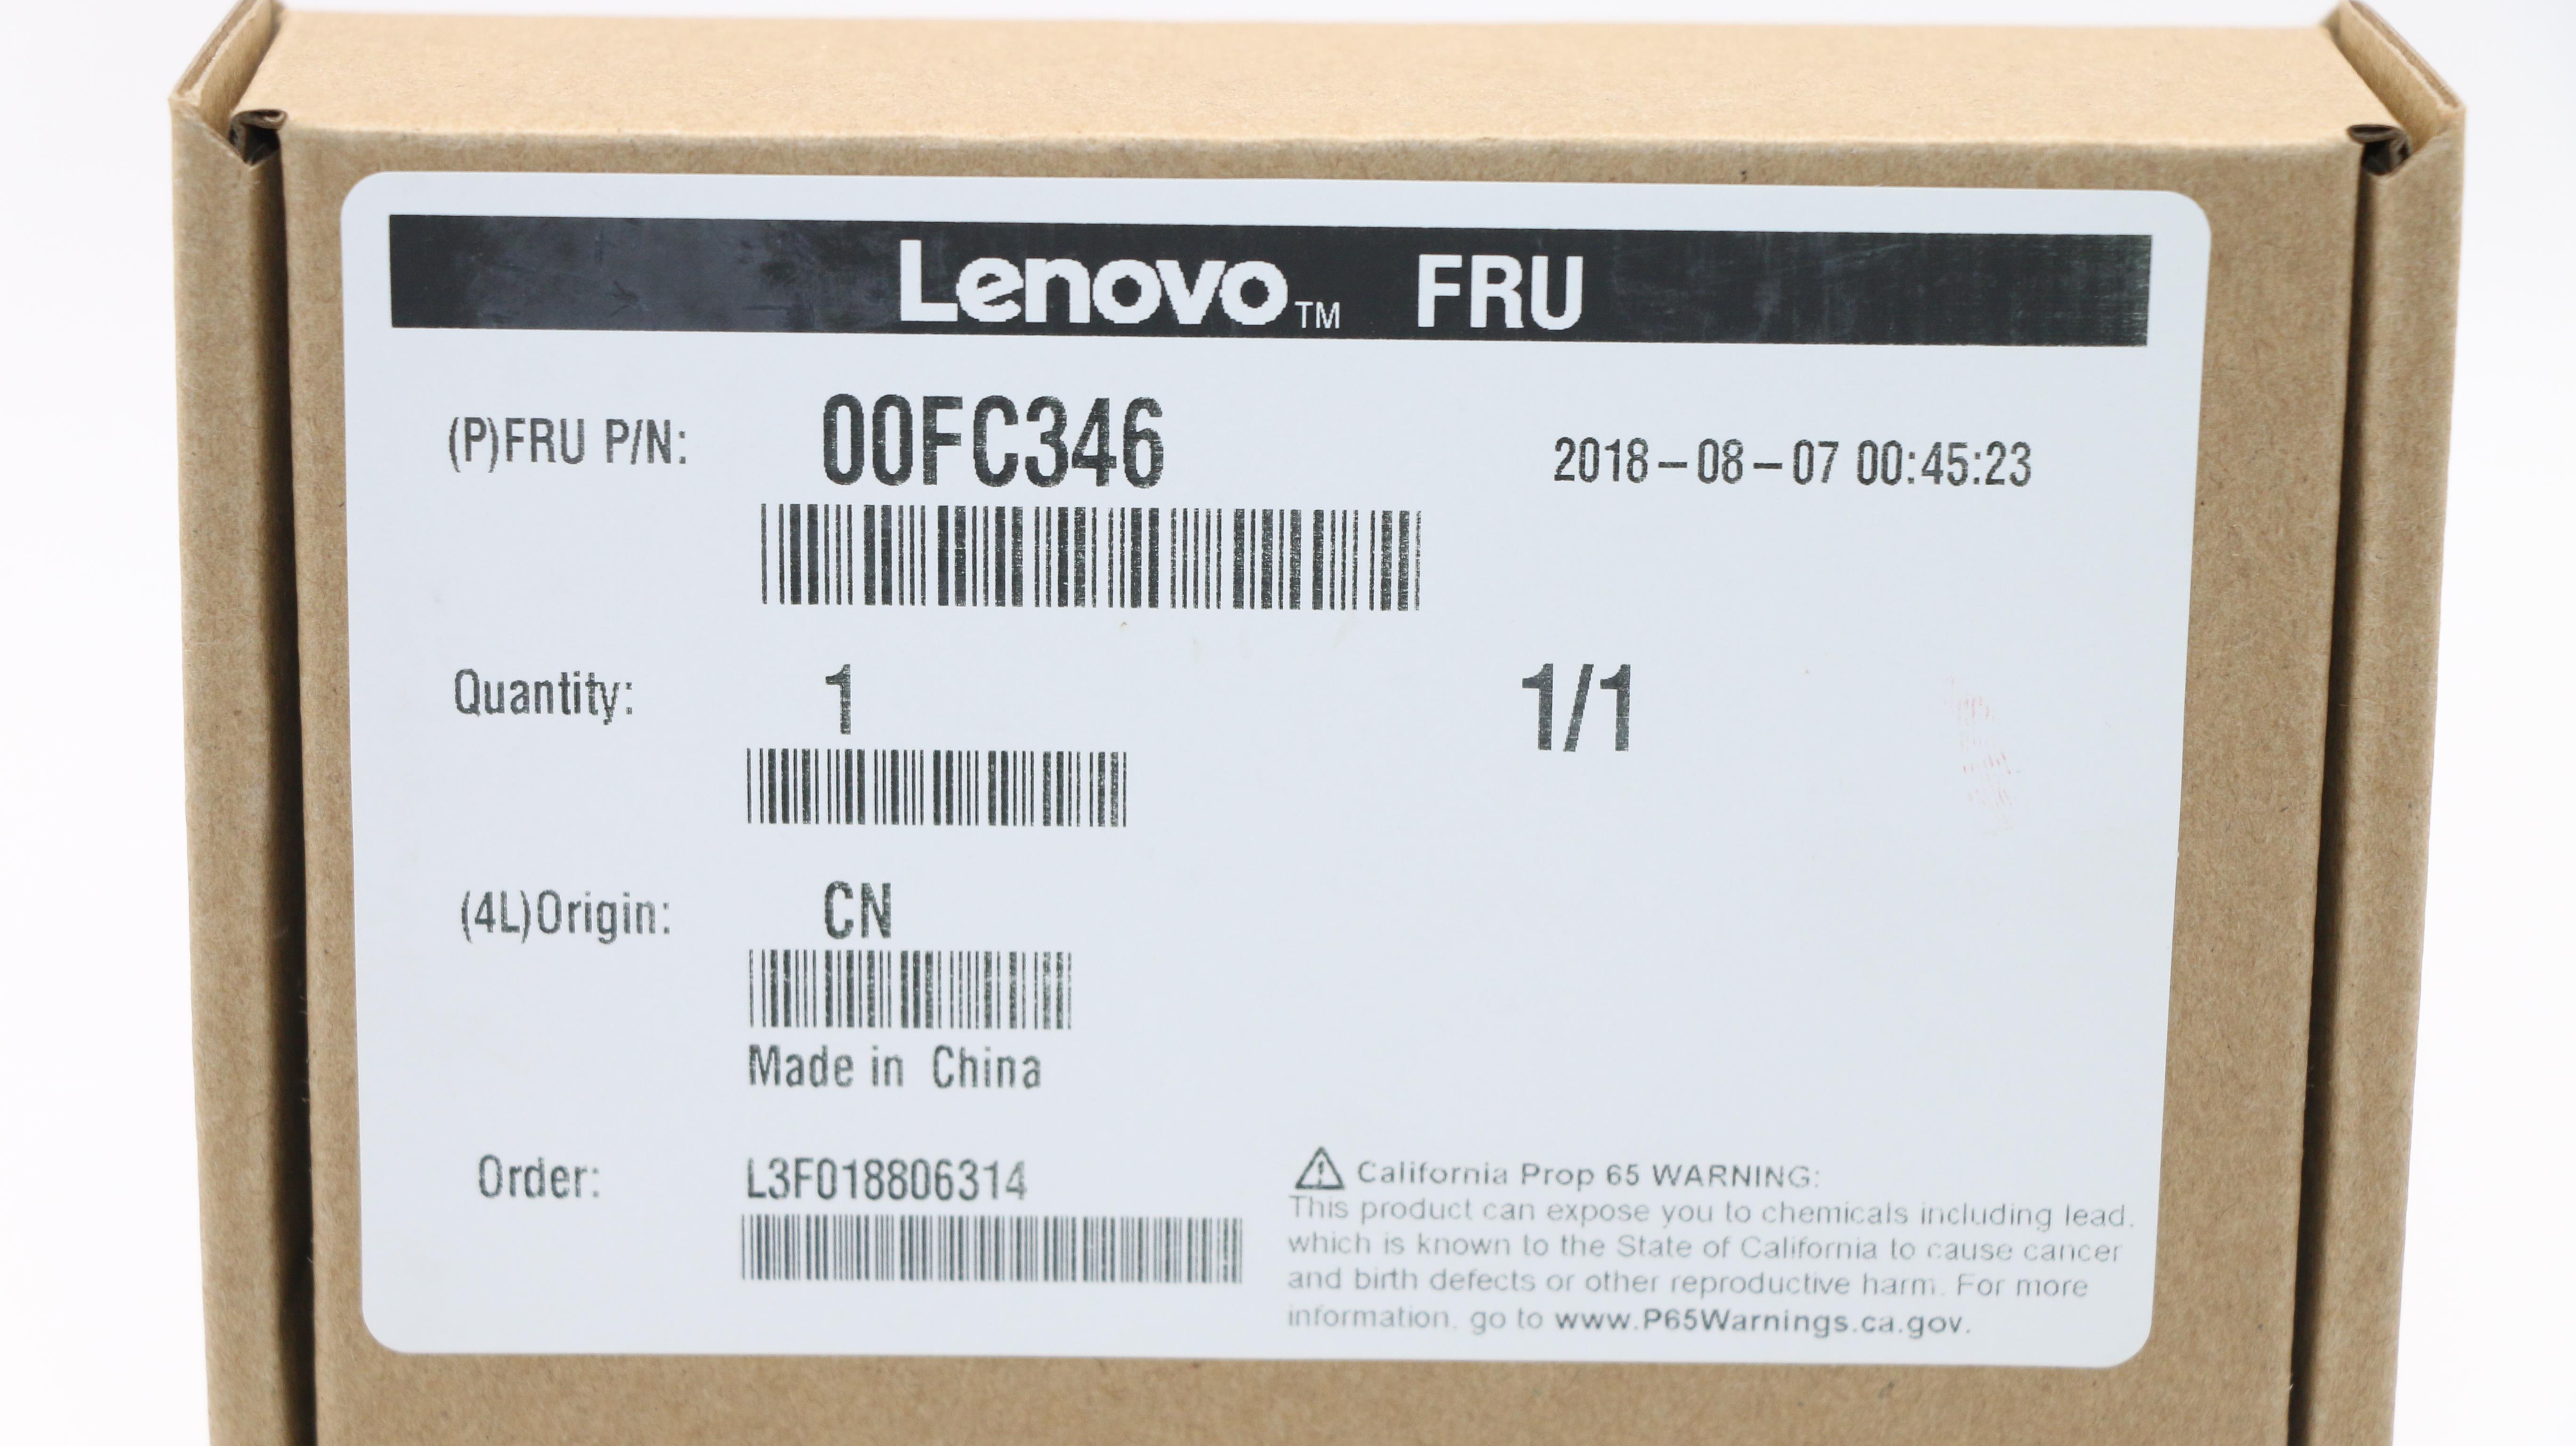 Lenovo™ FRU
(P)FRU P/N: 00FC346 2018-08-07 00:45:23
Quantity: 1 1/1
(4L)Origin: CN
Made in China
Order: L3F018806314
⚠ California Prop 65 WARNING:
This product can expose you to chemicals including lead,
which is known to the State of California to cause cancer
and birth defects or other reproductive harm. For more
information, go to www.P65Warnings.ca.gov.